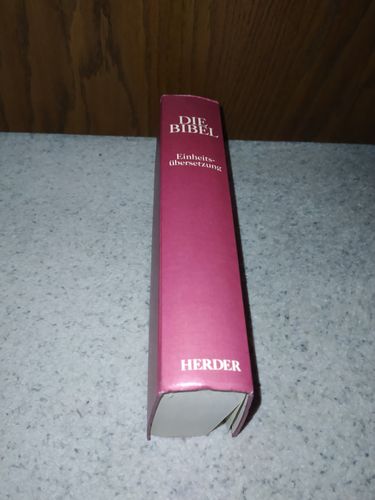 DIE
BIBEL
Einheits-
übersetzung
HERDER